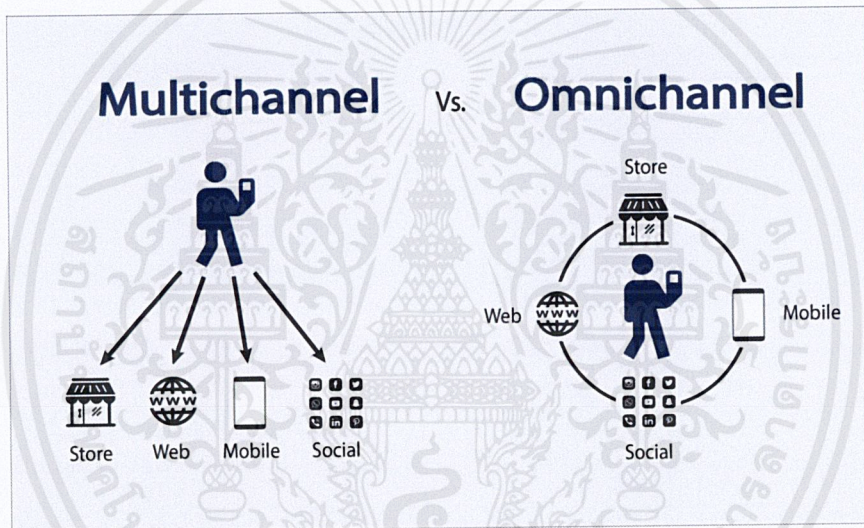 Multichannel Vs. Omnichannel
Store
Web
Mobile
Social
Store
Web
Mobile
Social